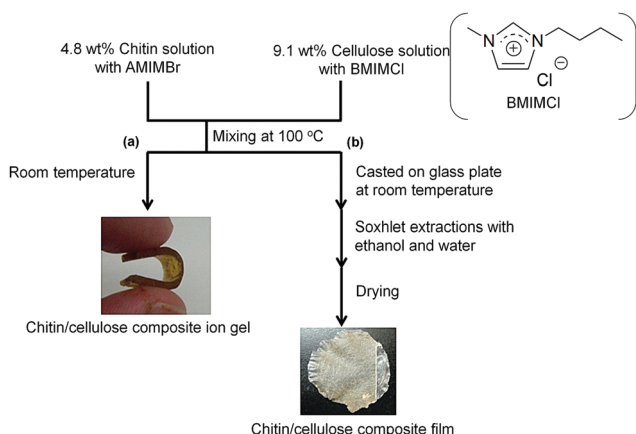 4.8 wt% Chitin solution
with AMIMBr
9.1 wt% Cellulose solution
with BMIMCl
N
N
+
Cl ⊖
BMIMCl
(a)
Mixing at 100 ºC
(b)
Room temperature
Casted on glass plate
at room temperature
Soxhlet extractions with
ethanol and water
Drying
Chitin/cellulose composite ion gel
Chitin/cellulose composite film